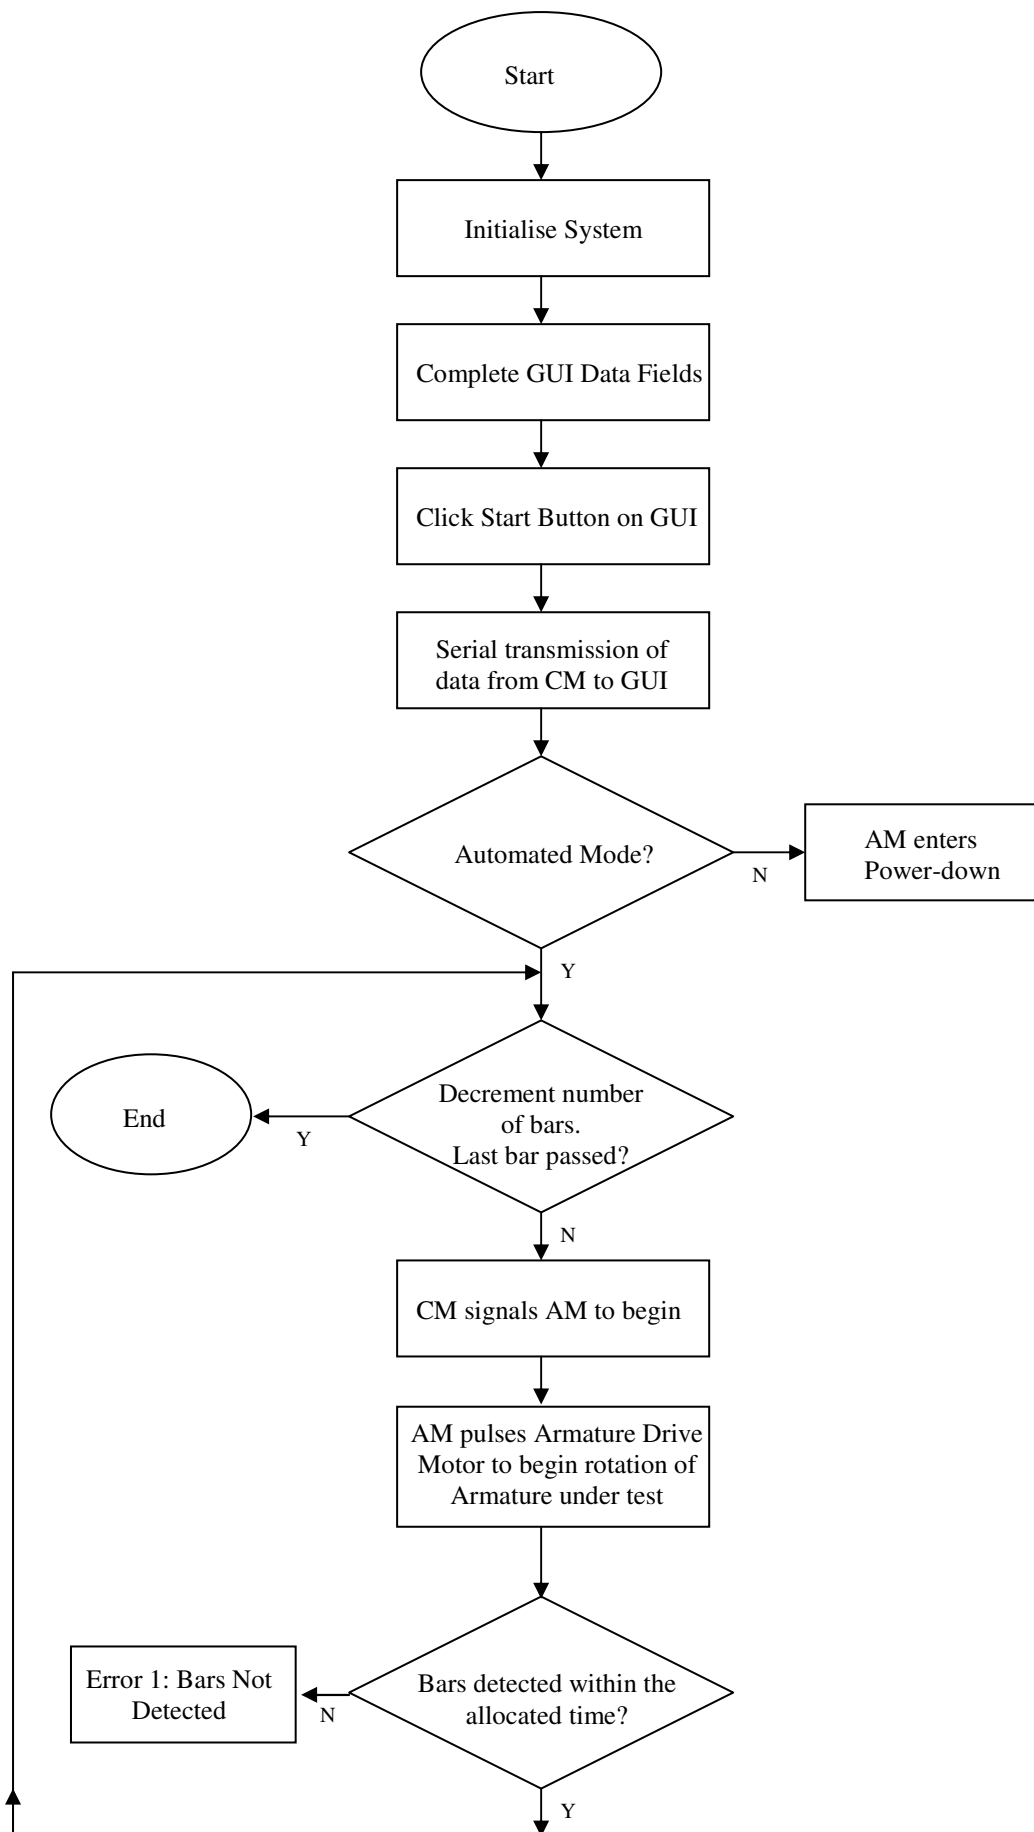 Start
Initialise System
Complete GUI Data Fields
Click Start Button on GUI
Serial transmission of
data from CM to GUI
Automated Mode?
N
AM enters
Power-down
Y
Decrement number
of bars.
Last bar passed?
Y
End
N
CM signals AM to begin
AM pulses Armature Drive
Motor to begin rotation of
Armature under test
Bars detected within the
allocated time?
N
Error 1: Bars Not
Detected
Y